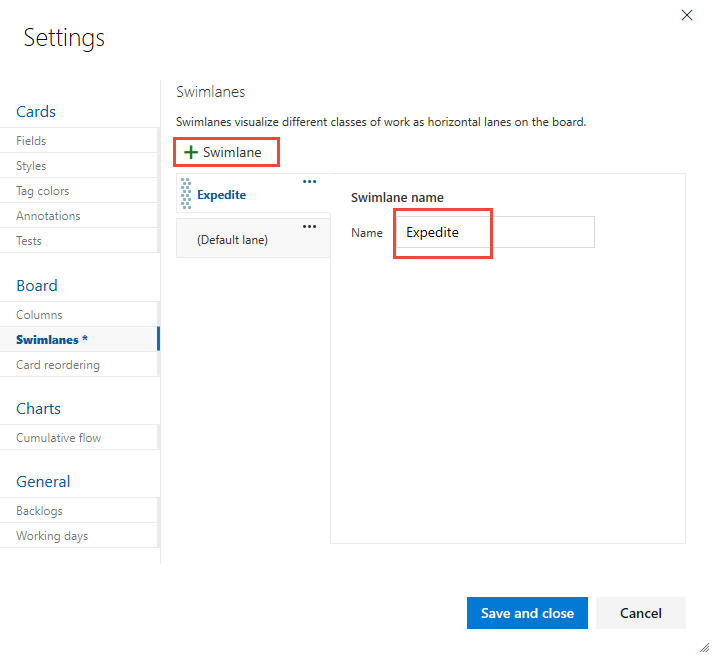 Settings
Cards
Fields
Styles
Tag colors
Annotations
Tests
Board
Columns
Swimlanes *
Card reordering
Charts
Cumulative flow
General
Backlogs
Working days
Swimlanes
Swimlanes visualize different classes of work as horizontal lanes on the board.
Swimlane
Expedite
(Default lane)
Swimlane name
Name Expedite
Save and close Cancel